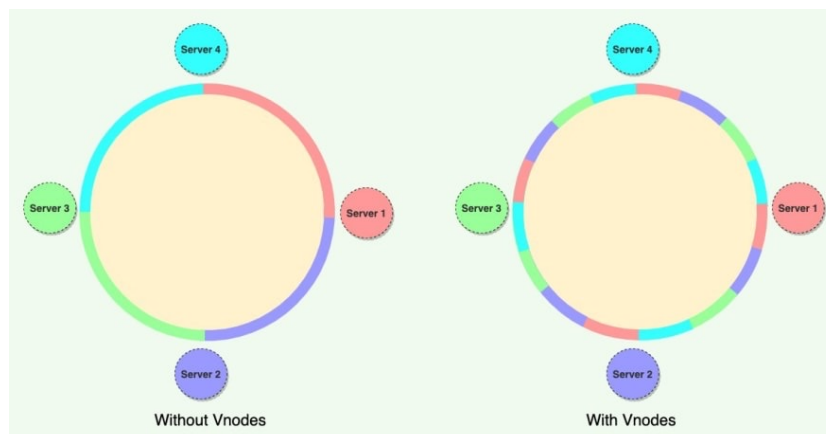 Server 4
Server 4
Server 3
Server 1
Server 3
Server 1
Server 2
Server 2
Without Vnodes
With Vnodes